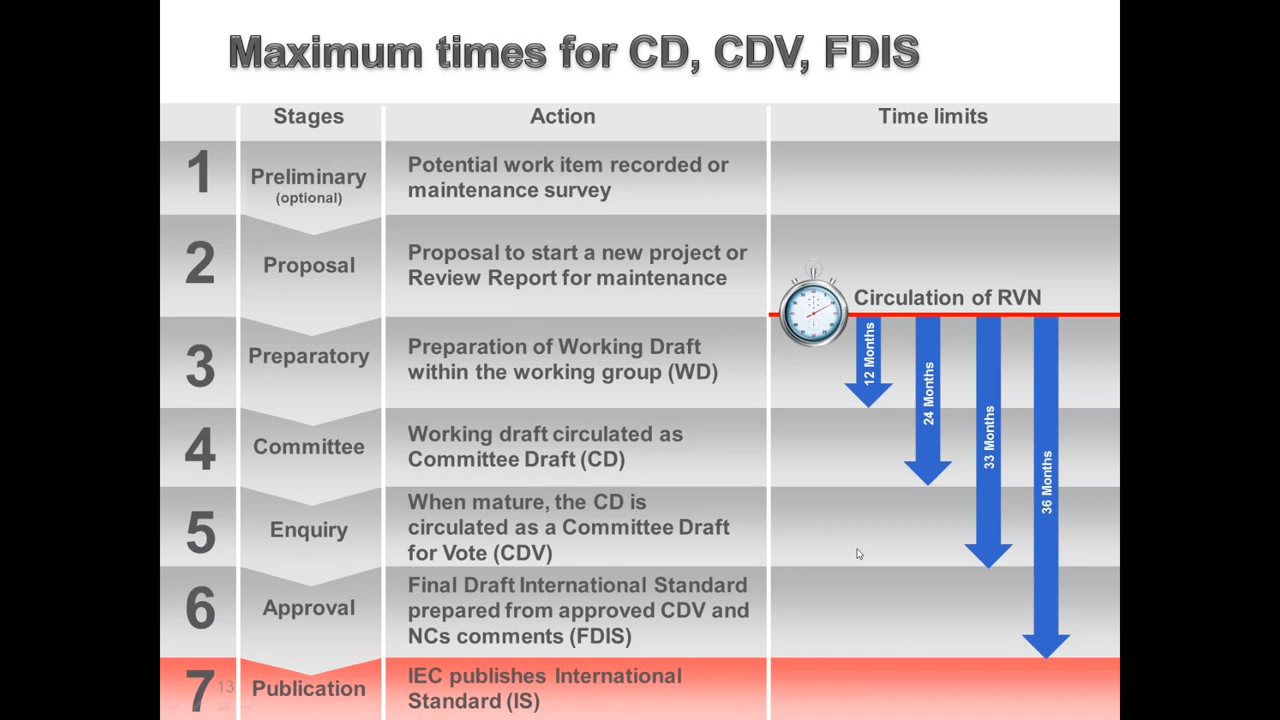 Maximum times for CD, CDV, FDIS
Stages
Action
Time limits
1
Preliminary
(optional)
Potential work item recorded or
maintenance survey
2
Proposal
Proposal to start a new project or
Review Report for maintenance
Circulation of RVN
3
Preparatory
Preparation of Working Draft
within the working group (WD)
12 Months
24 Months
33 Months
36 Months
4
Committee
Working draft circulated as
Committee Draft (CD)
5
Enquiry
When mature, the CD is
circulated as a Committee Draft
for Vote (CDV)
6
Approval
Final Draft International Standard
prepared from approved CDV and
NCs comments (FDIS)
7
13
Publication
IEC publishes International
Standard (IS)